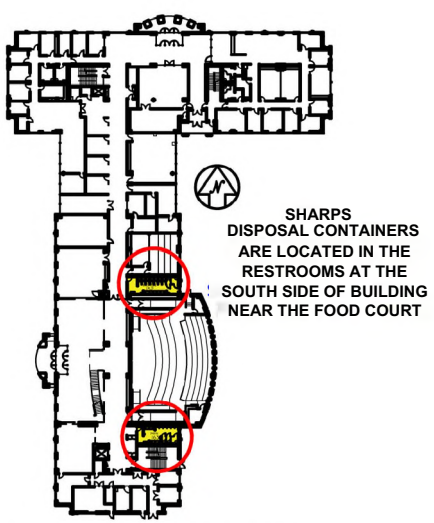 N
SHARPS
DISPOSAL CONTAINERS
ARE LOCATED IN THE
RESTROOMS AT THE
SOUTH SIDE OF BUILDING
NEAR THE FOOD COURT